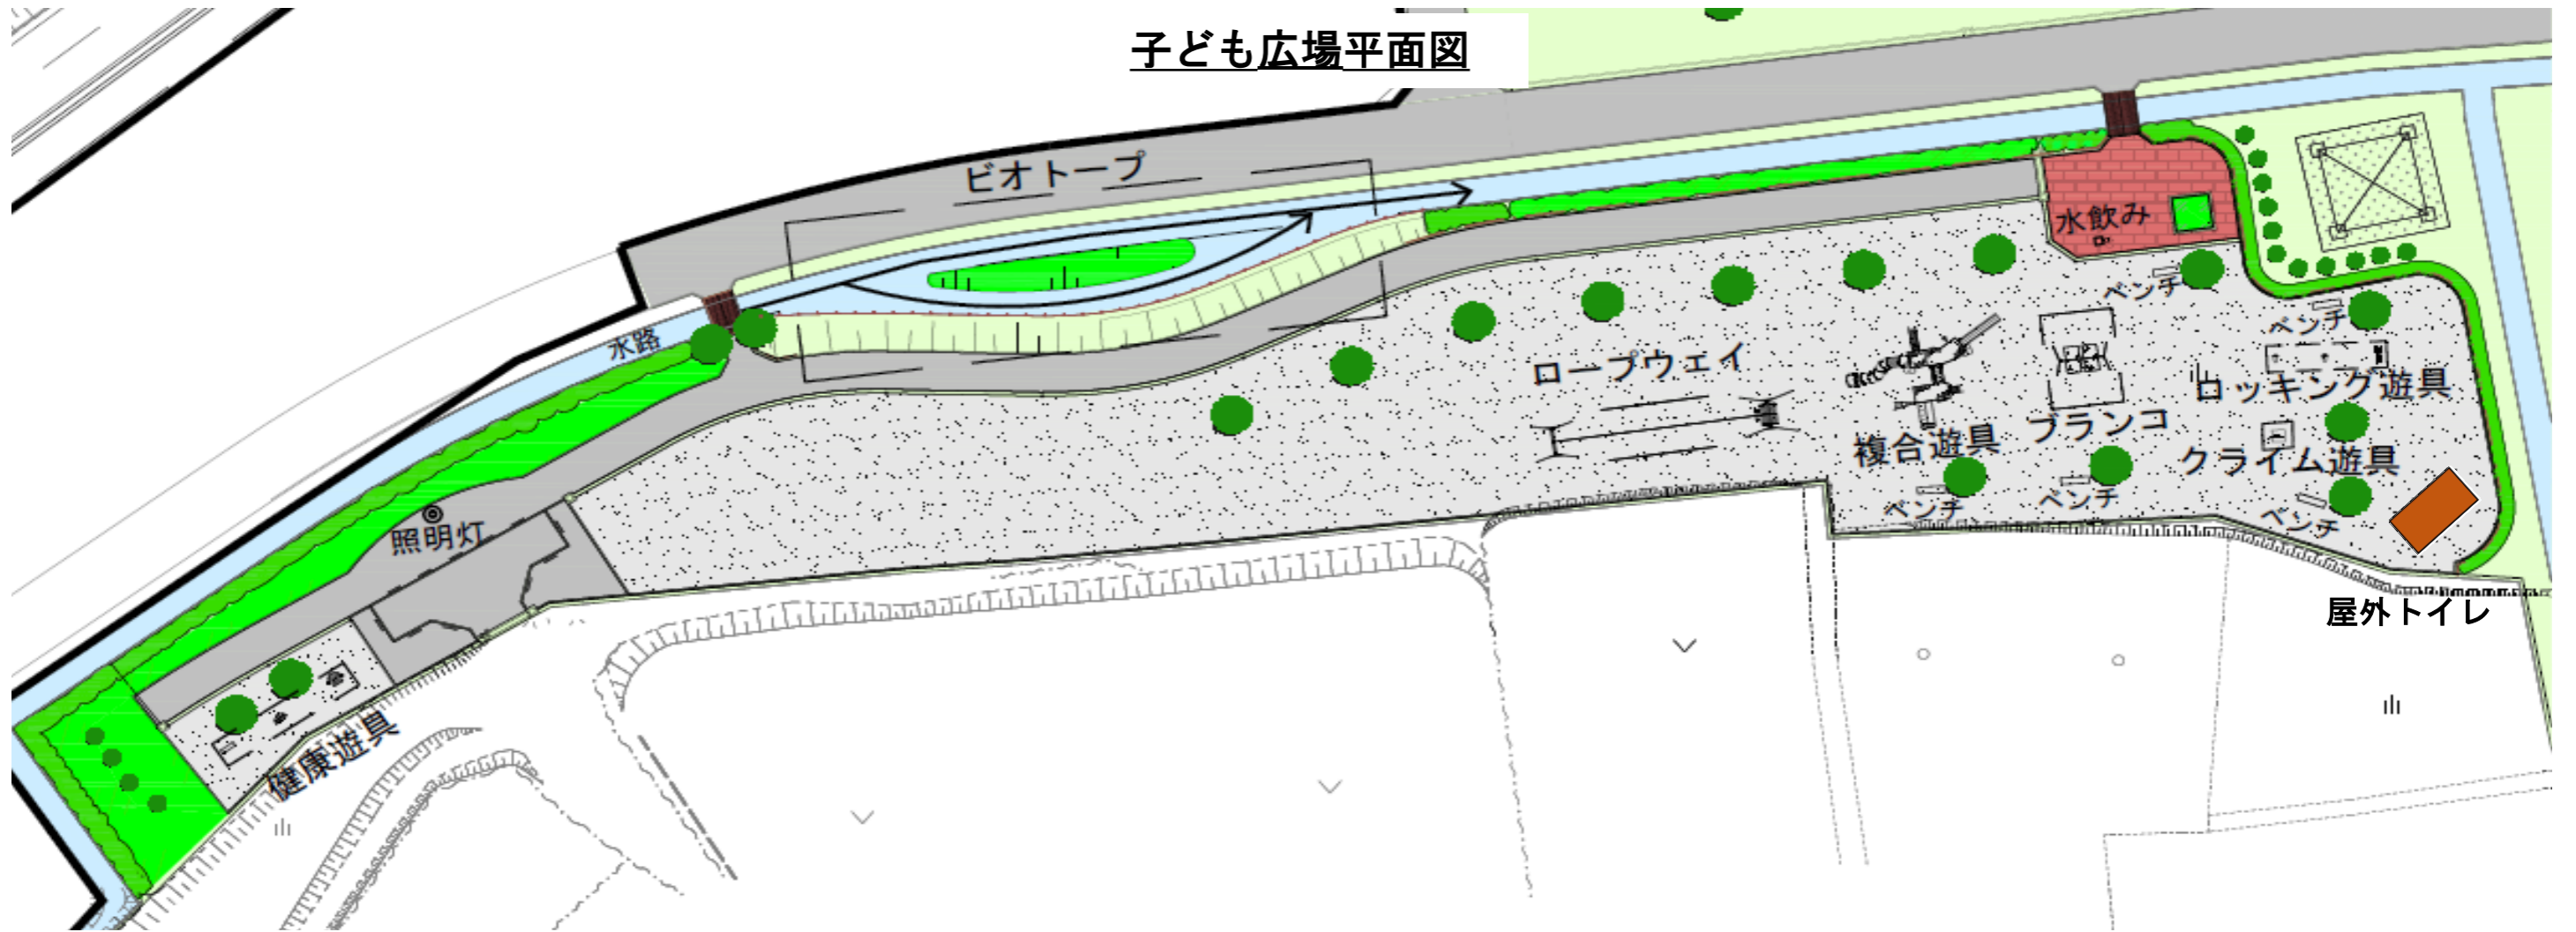 子ども広場平面図
ビオトープ
水飲み
水路
ベンチ
ベンチ
ロープウェイ
ロッキング遊具
複合遊具
ブランコ
クライム遊具
ベンチ
ベンチ
ベンチ
照明灯
屋外トイレ
健康遊具